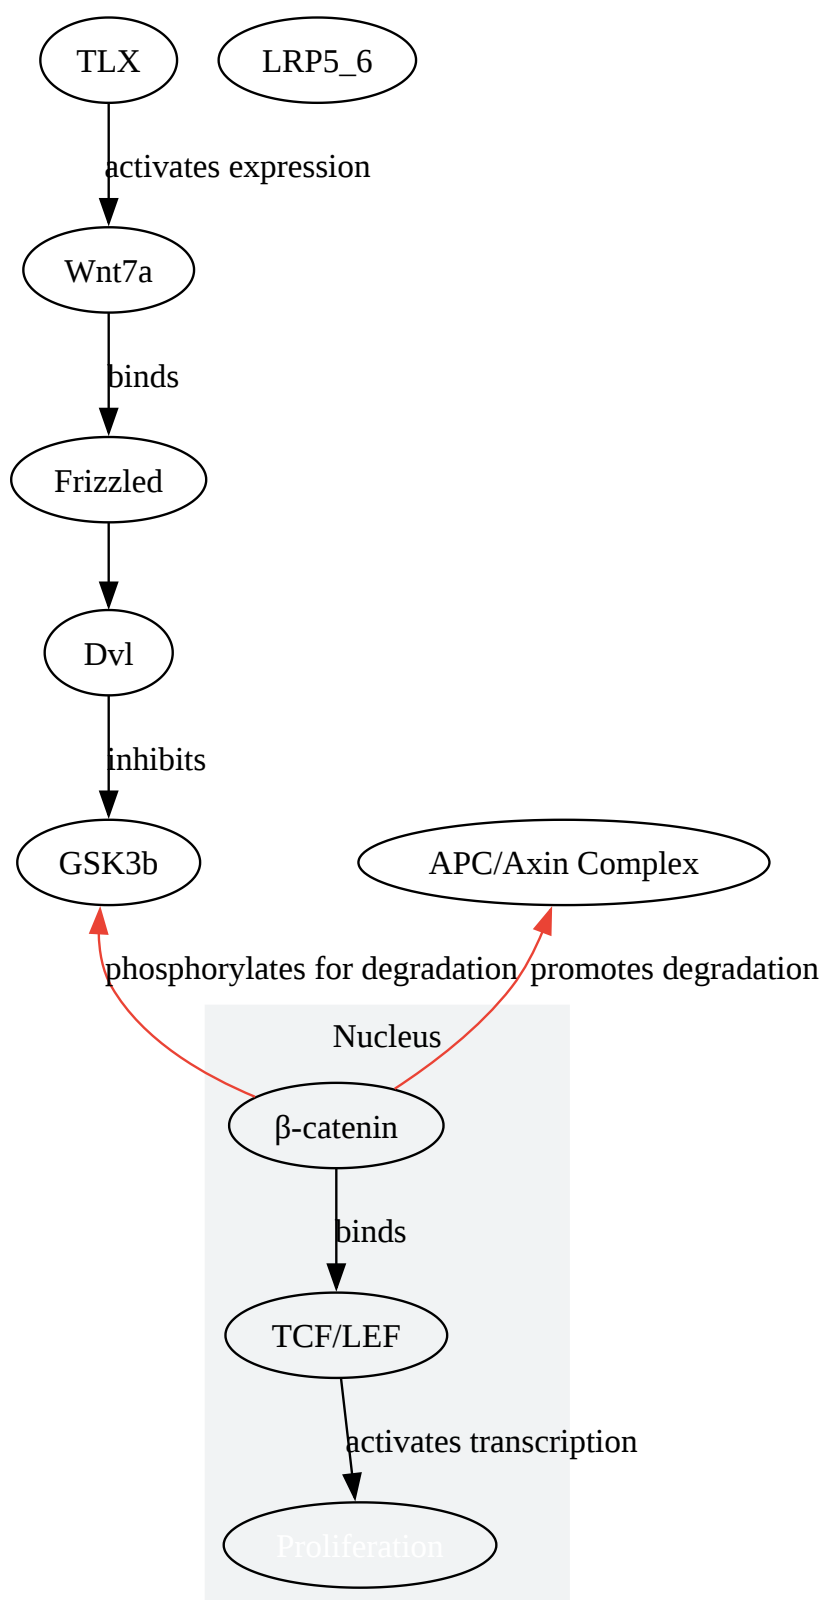 TLX
LRP5_6
activates expression
Wnt7a
binds
Frizzled
Dvl
inhibits
GSK3b
APC/Axin Complex
phosphorylates for degradation
promotes degradation
Nucleus
β-catenin
binds
TCF/LEF
activates transcription
Proliferation